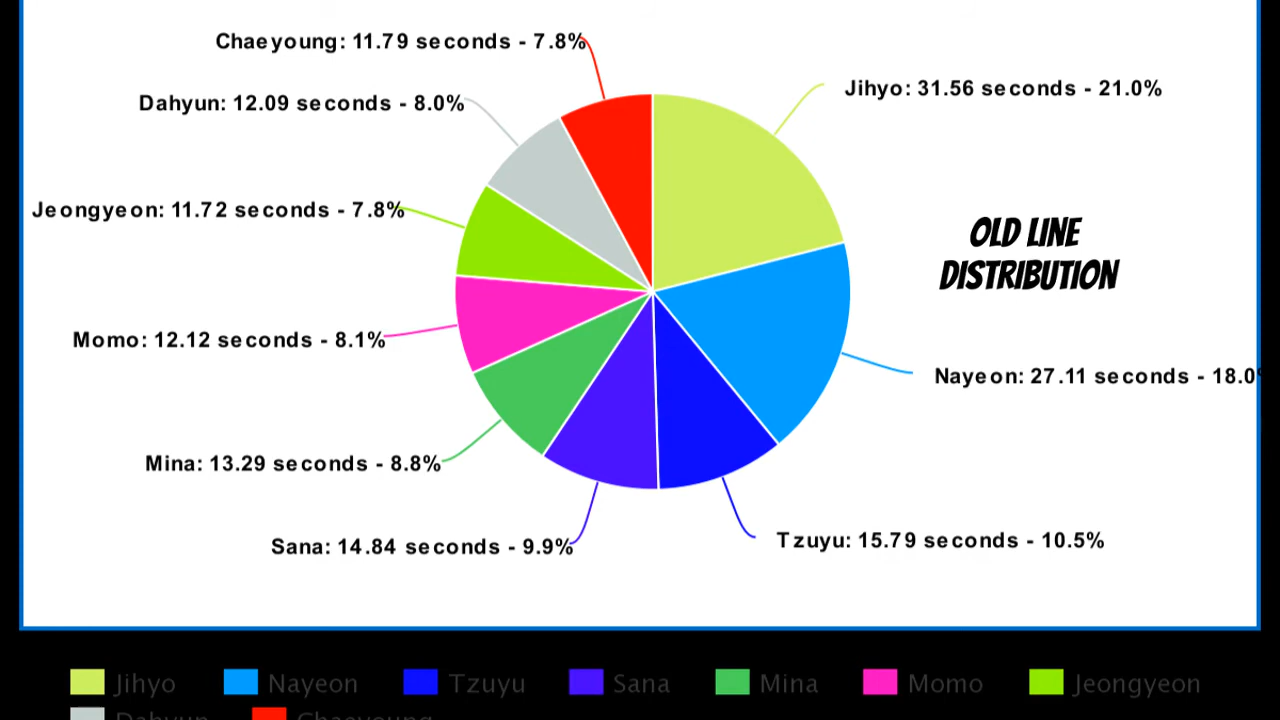 Chaeyoung: 11.79 seconds - 7.8%
Jihyo: 31.56 seconds - 21.0%
Dahyun: 12.09 seconds - 8.0%
Jeongyeon: 11.72 seconds - 7.8%
OLD LINE
DISTRIBUTION
Momo: 12.12 seconds - 8.1%
Nayeon: 27.11 seconds - 18.0%
Mina: 13.29 seconds - 8.8%
Sana: 14.84 seconds - 9.9%
Tzuyu: 15.79 seconds - 10.5%
Jihyo Nayeon Tzuyu Sana Mina Momo Jeongyeon
Dahyun Chaeyoung